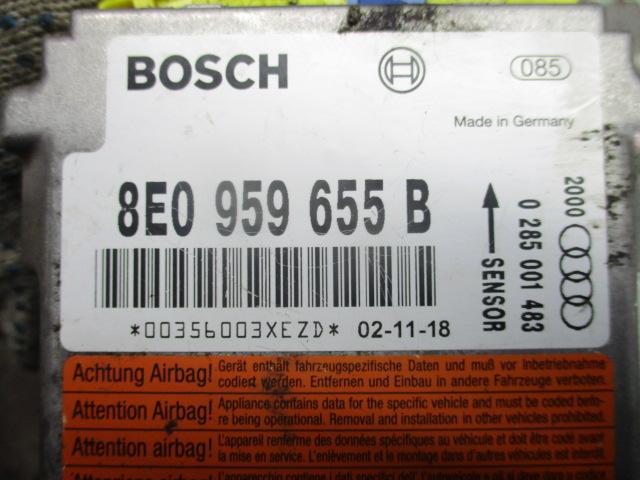 BOSCH
085
Made in Germany
8E0 959 655 B
SENSOR
0 285 001 483
2000
*00356003XEZD* 02-11-18
Achtung Airbag! Gerät enthält fahrzeugspezifische Daten und muß vor Inbetriebnahme
codiert werden. Entfernen und Einbau in andere Fahrzeuge verboten.
Attention Airbag! Appliance contains data for the specific vehicle and must be coded befo-
re being operational. Removal and installation in other vehicles prohibited.
Attention airbag! L'appareil renferme des données spécifiques au véhicule et doit être codé avant
la mise en service. L'enlèvement et le montage dans d'autres véhicules est interdit.